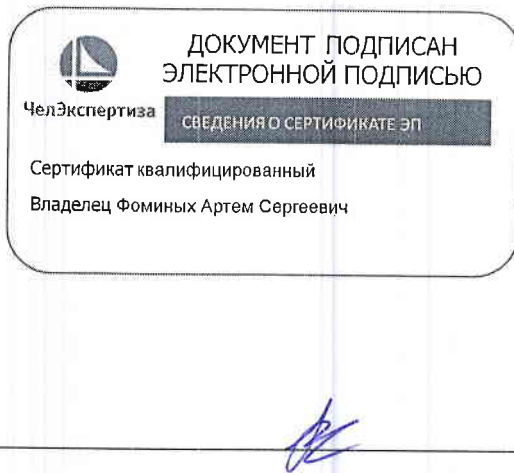 ДОКУМЕНТ ПОДПИСАН
ЭЛЕКТРОННОЙ ПОДПИСЬЮ
ЧелЭкспертиза
СВЕДЕНИЯ О СЕРТИФИКАТЕ ЭП
Сертификат квалифицированный
Владелец Фоминых Артем Сергеевич